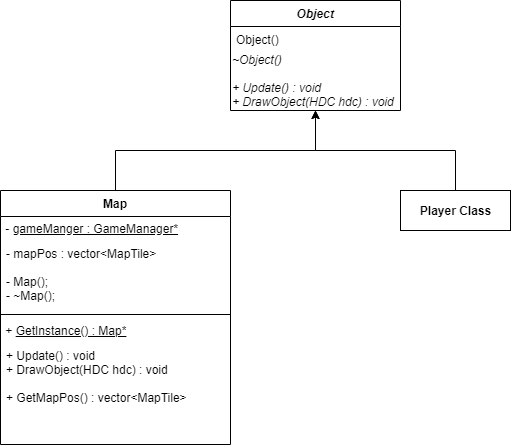 Object
Object()
~Object()
+ Update() : void
+ DrawObject(HDC hdc) : void
Map
- gameManger : GameManager*
- mapPos : vector<MapTile>
- Map();
- ~Map();
+ GetInstance() : Map*
+ Update() : void
+ DrawObject(HDC hdc) : void
+ GetMapPos() : vector<MapTile>
Player Class